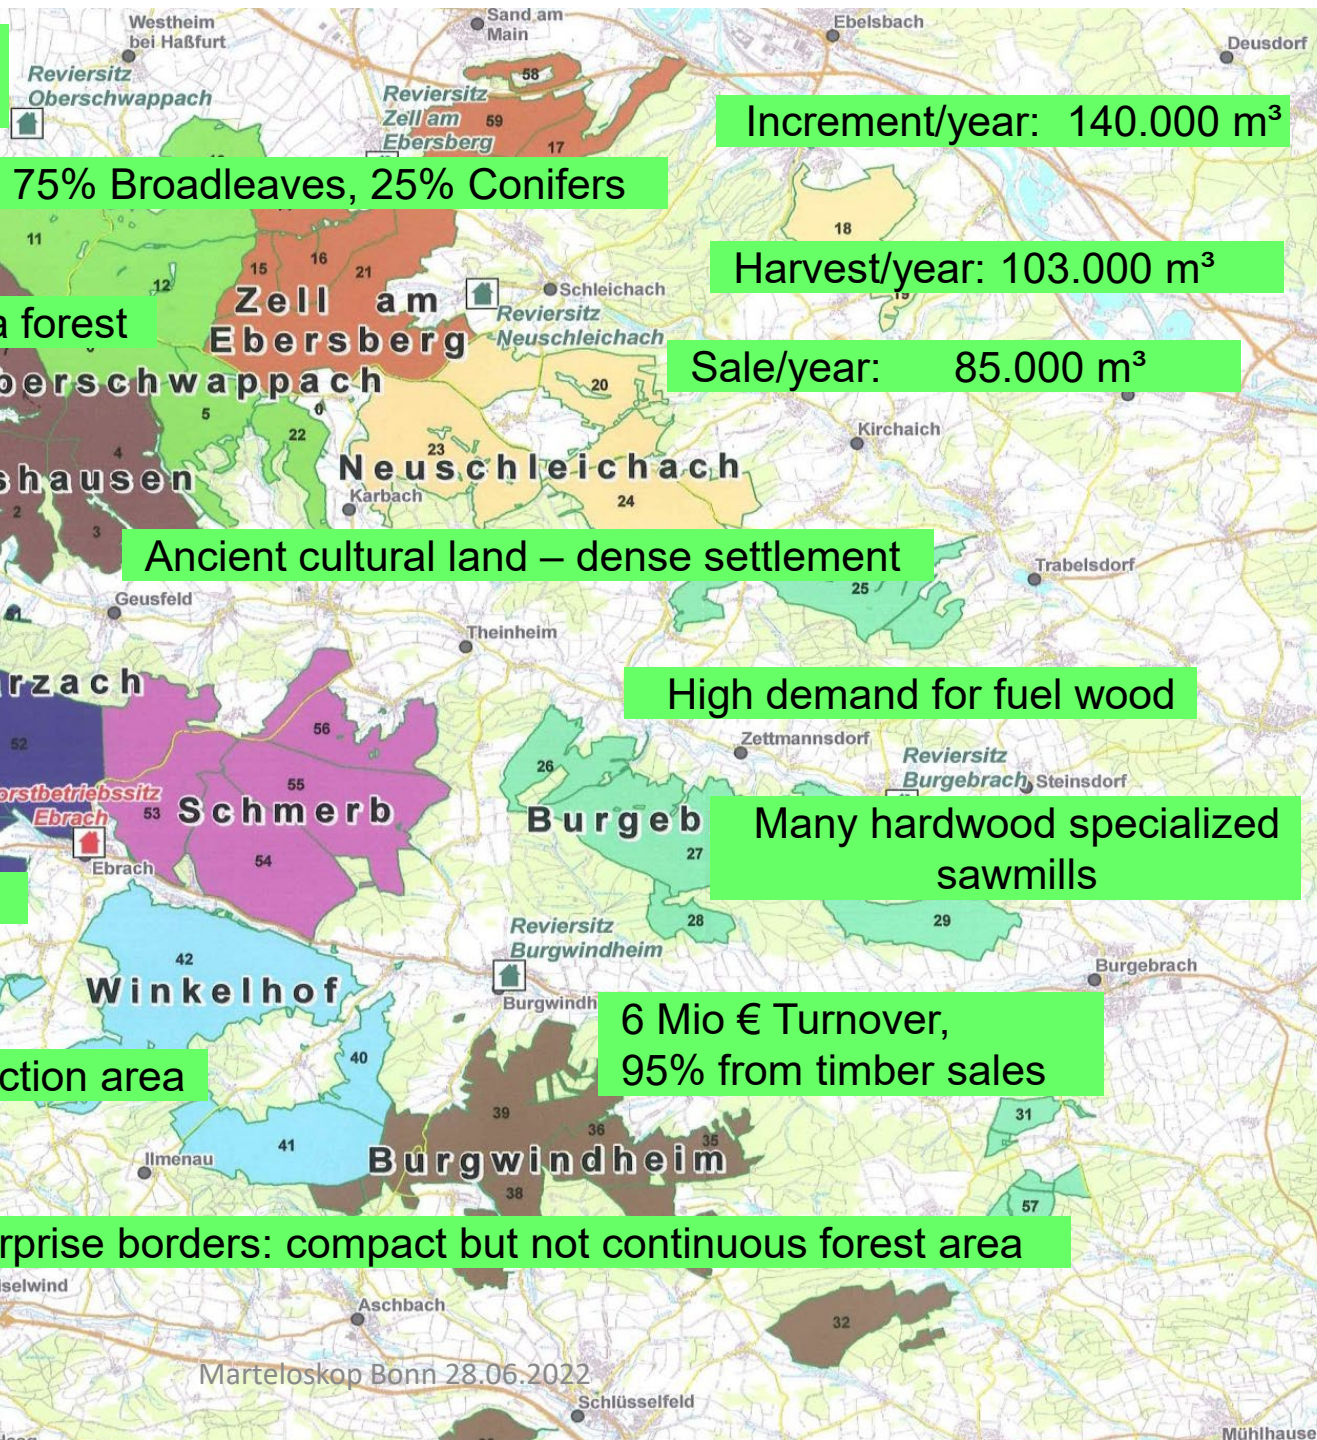 Westheim
bei Haßfurt
Sand am
Main
Ebelsbach
Deusdorf
Reviersitz
Oberschwappach
Reviersitz
Zell am
Ebersberg
58
59
17
Increment/year: 140.000 m³
75% Broadleaves, 25% Conifers
18
11
12
15
16
21
Harvest/year: 103.000 m³
Zell am
Ebersberg
Schleichach
Reviersitz
Neuschleichach
19
a forest
Sale/year: 85.000 m³
berschwappach
20
5
22
Kirchaich
4
23
shausen
Neuschleichach
Karbach
24
2
3
Ancient cultural land – dense settlement
Trabelsdorf
25
Geusfeld
Theinheim
rzach
High demand for fuel wood
52
56
Zettmannsdorf
26
Reviersitz
Burgebrach
Steinsdorf
55
orstbetriebssitz
Ebrach
53
Schmerb
Burgeb
Many hardwood specialized
sawmills
27
54
Ebrach
28
29
Reviersitz
Burgwindheim
42
Winkelhof
Burgebrach
Burgwindh
6 Mio € Turnover,
95% from timber sales
40
ction area
39
36
35
31
41
Ilmenau
Burgwindheim
38
57
rprise borders: compact but not continuous forest area
iselwind
Aschbach
32
Marteloskop Bonn 28.06.2022
Schlüsselfeld
Mühlhause